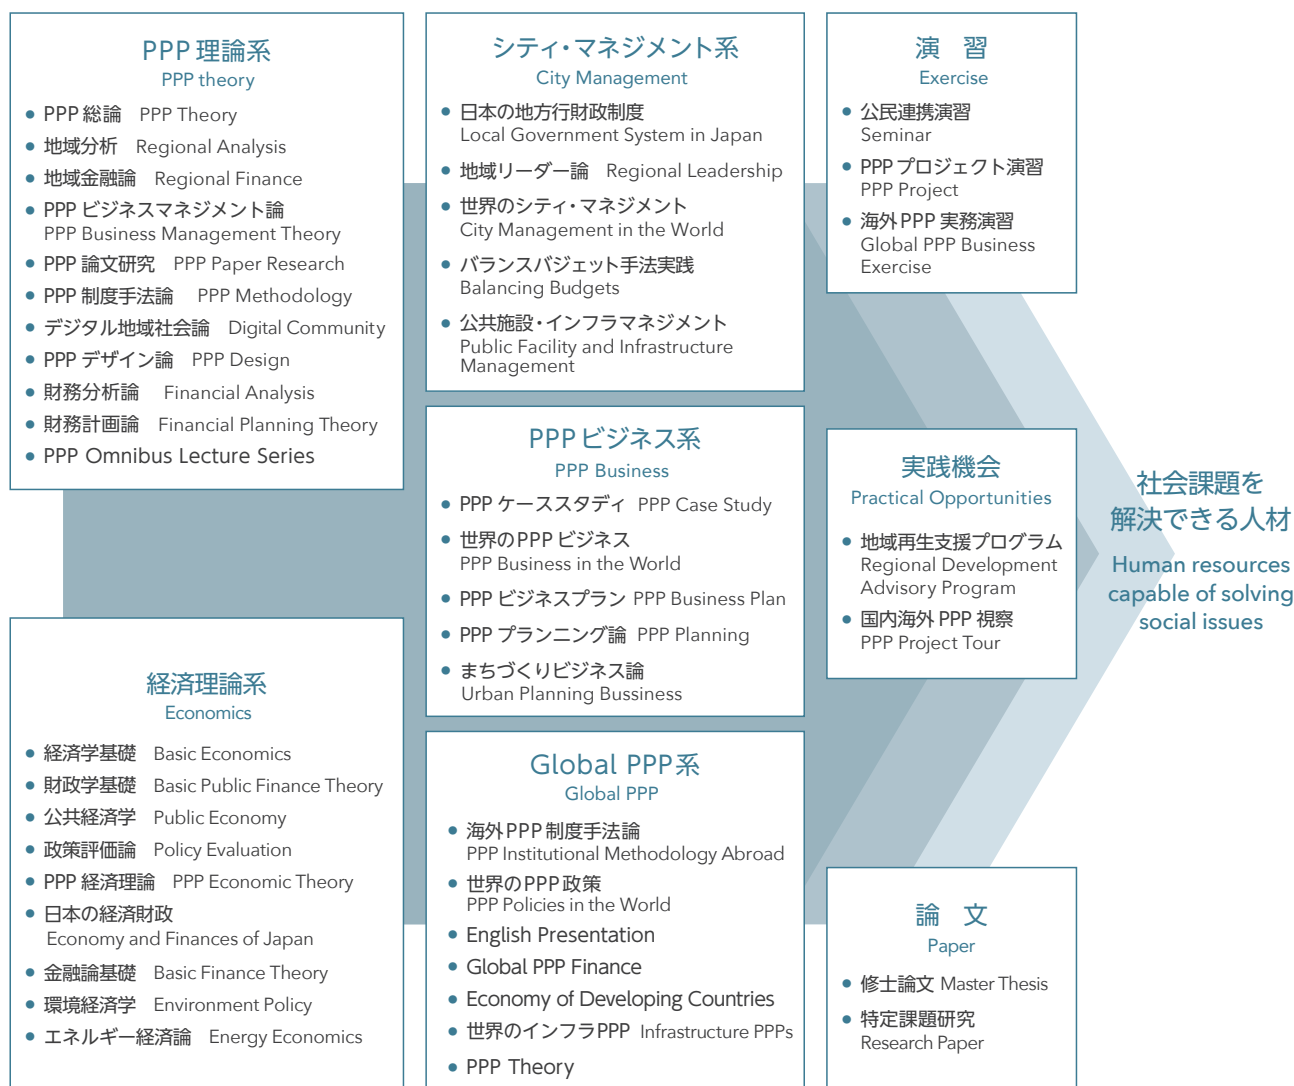 PPP 理論系
PPP theory
PPP 総論 PPP Theory
地域分析 Regional Analysis
地域金融論 Regional Finance
PPP ビジネスマネジメント論
PPP Business Management Theory
PPP 論文研究 PPP Paper Research
PPP 制度手法論 PPP Methodology
デジタル地域社会論 Digital Community
PPP デザイン論 PPP Design
財務分析論 Financial Analysis
財務計画論 Financial Planning Theory
PPP Omnibus Lecture Series
経済理論系
Economics
経済学基礎 Basic Economics
財政学基礎 Basic Public Finance Theory
公共経済学 Public Economy
政策評価論 Policy Evaluation
PPP 経済理論 PPP Economic Theory
日本の経済財政
Economy and Finances of Japan
金融論基礎 Basic Finance Theory
環境経済学 Environment Policy
エネルギー経済論 Energy Economics
シティ・マネジメント系
City Management
日本の地方行財政制度
Local Government System in Japan
地域リーダー論 Regional Leadership
世界のシティ・マネジメント
City Management in the World
バランスバジェット手法実践
Balancing Budgets
公共施設・インフラマネジメント
Public Facility and Infrastructure
Management
PPP ビジネス系
PPP Business
PPP ケーススタディ PPP Case Study
世界のPPP ビジネス
PPP Business in the World
PPP ビジネスプラン PPP Business Plan
PPP プランニング論 PPP Planning
まちづくりビジネス論
Urban Planning Bussiness
Global PPP系
Global PPP
海外PPP 制度手法論
PPP Institutional Methodology Abroad
世界のPPP 政策
PPP Policies in the World
English Presentation
Global PPP Finance
Economy of Developing Countries
世界のインフラPPP Infrastructure PPPs
PPP Theory
演 習
Exercise
公民連携演習
Seminar
PPP プロジェクト演習
PPP Project
海外PPP 実務演習
Global PPP Business
Exercise
実践機会
Practical Opportunities
地域再生支援プログラム
Regional Development
Advisory Program
国内海外 PPP 視察
PPP Project Tour
論 文
Paper
修士論文 Master Thesis
特定課題研究
Research Paper
社会課題を
解決できる人材
Human resources
capable of solving
social issues